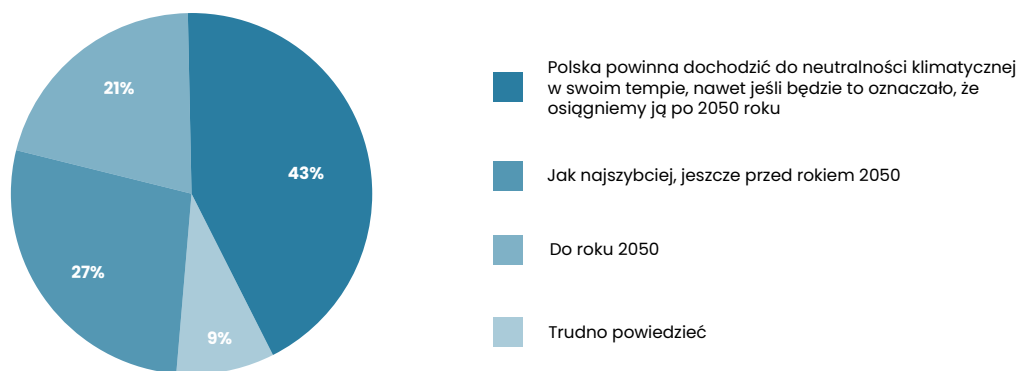 21%
43%
27%
9%
Polska powinna dochodzić do neutralności klimatycznej
w swoim tempie, nawet jeśli będzie to oznaczało, że
osiągniemy ją po 2050 roku
Jak najszybciej, jeszcze przed rokiem 2050
Do roku 2050
Trudno powiedzieć